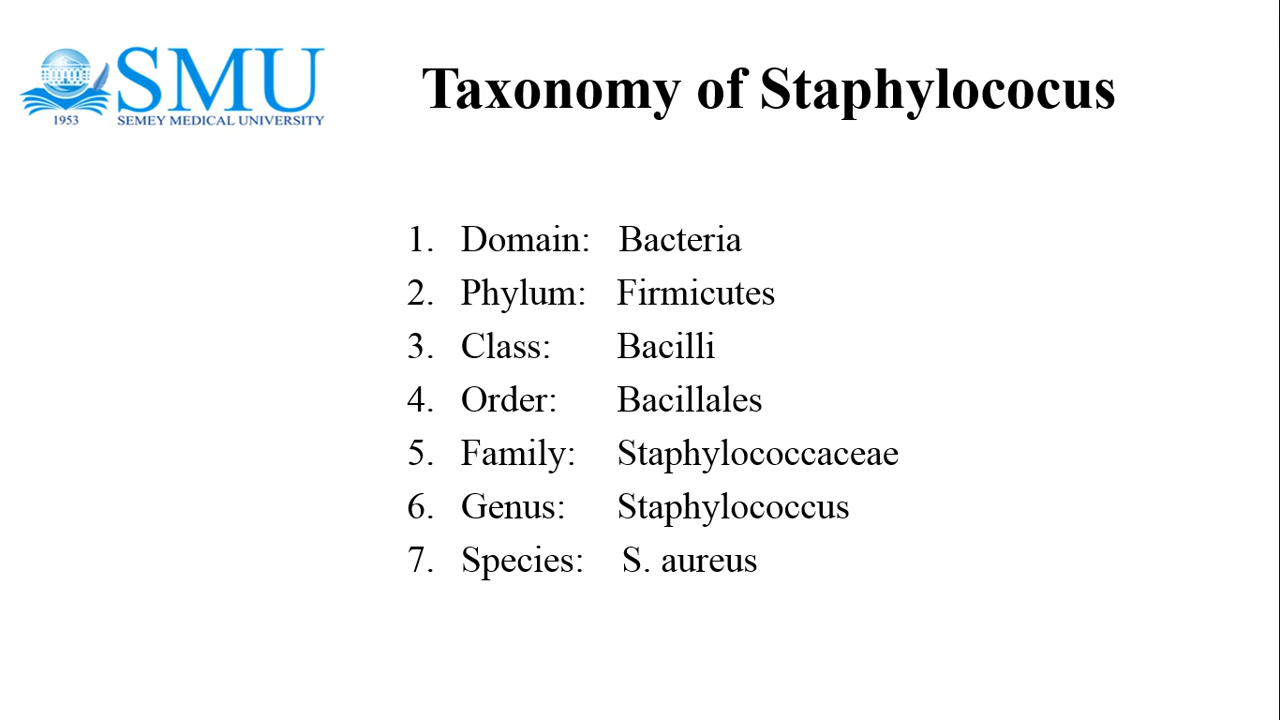 SMU
1953
SEMEY MEDICAL UNIVERSITY
Taxonomy of Staphylococus
1. Domain: Bacteria
2. Phylum: Firmicutes
3. Class: Bacilli
4. Order: Bacillales
5. Family: Staphylococcaceae
6. Genus: Staphylococcus
7. Species: S. aureus